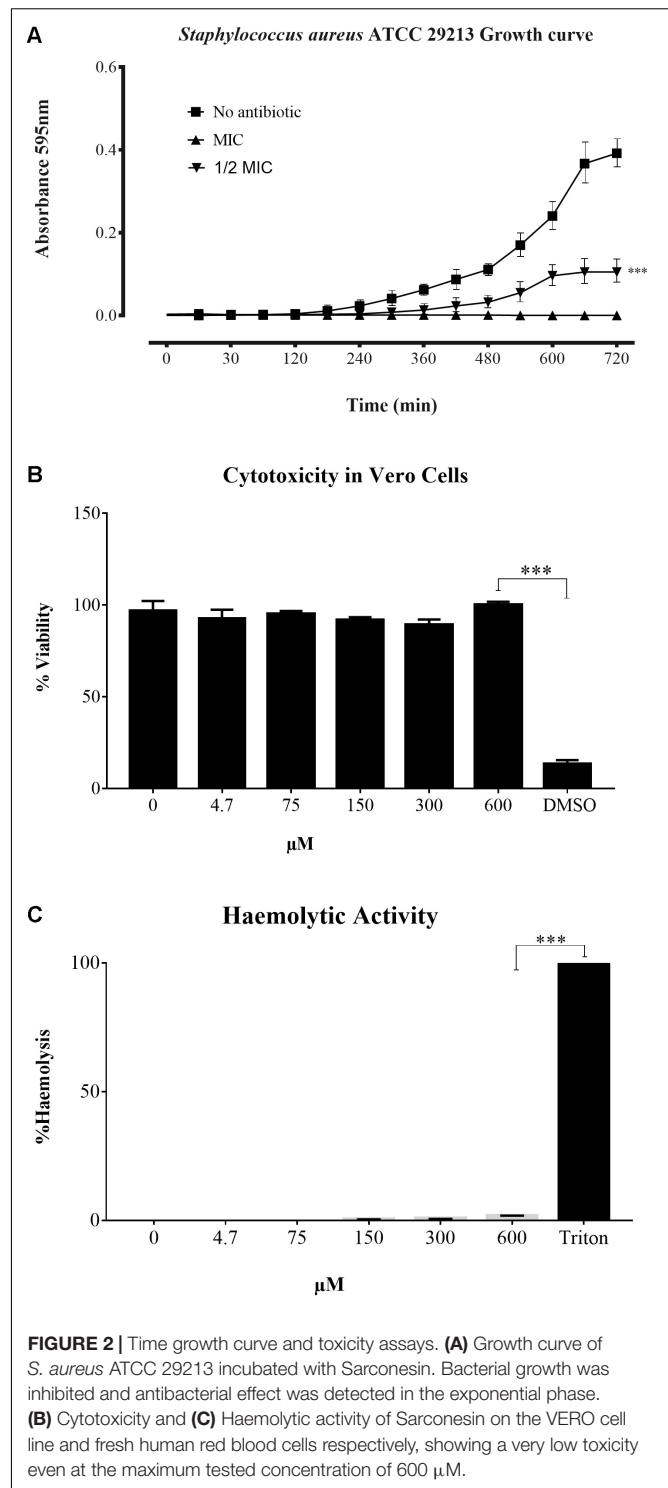 A
Staphylococcus aureus ATCC 29213 Growth curve
Absorbance 595nm
0.6
0.4
0.2
0.0
No antibiotic
MIC
1/2 MIC
***
0 30 120 240 360 480 600 720
Time (min)
B
Cytotoxicity in Vero Cells
% Viability
150
100
50
0
***
0 4.7 75 150 300 600 DMSO
µM
C
Haemolytic Activity
%Haemolysis
100
50
0
***
0 4.7 75 150 300 600 Triton
µM
FIGURE 2 | Time growth curve and toxicity assays. (A) Growth curve of
S. aureus ATCC 29213 incubated with Sarconesin. Bacterial growth was
inhibited and antibacterial effect was detected in the exponential phase.
(B) Cytotoxicity and (C) Haemolytic activity of Sarconesin on the VERO cell
line and fresh human red blood cells respectively, showing a very low toxicity
even at the maximum tested concentration of 600 µM.